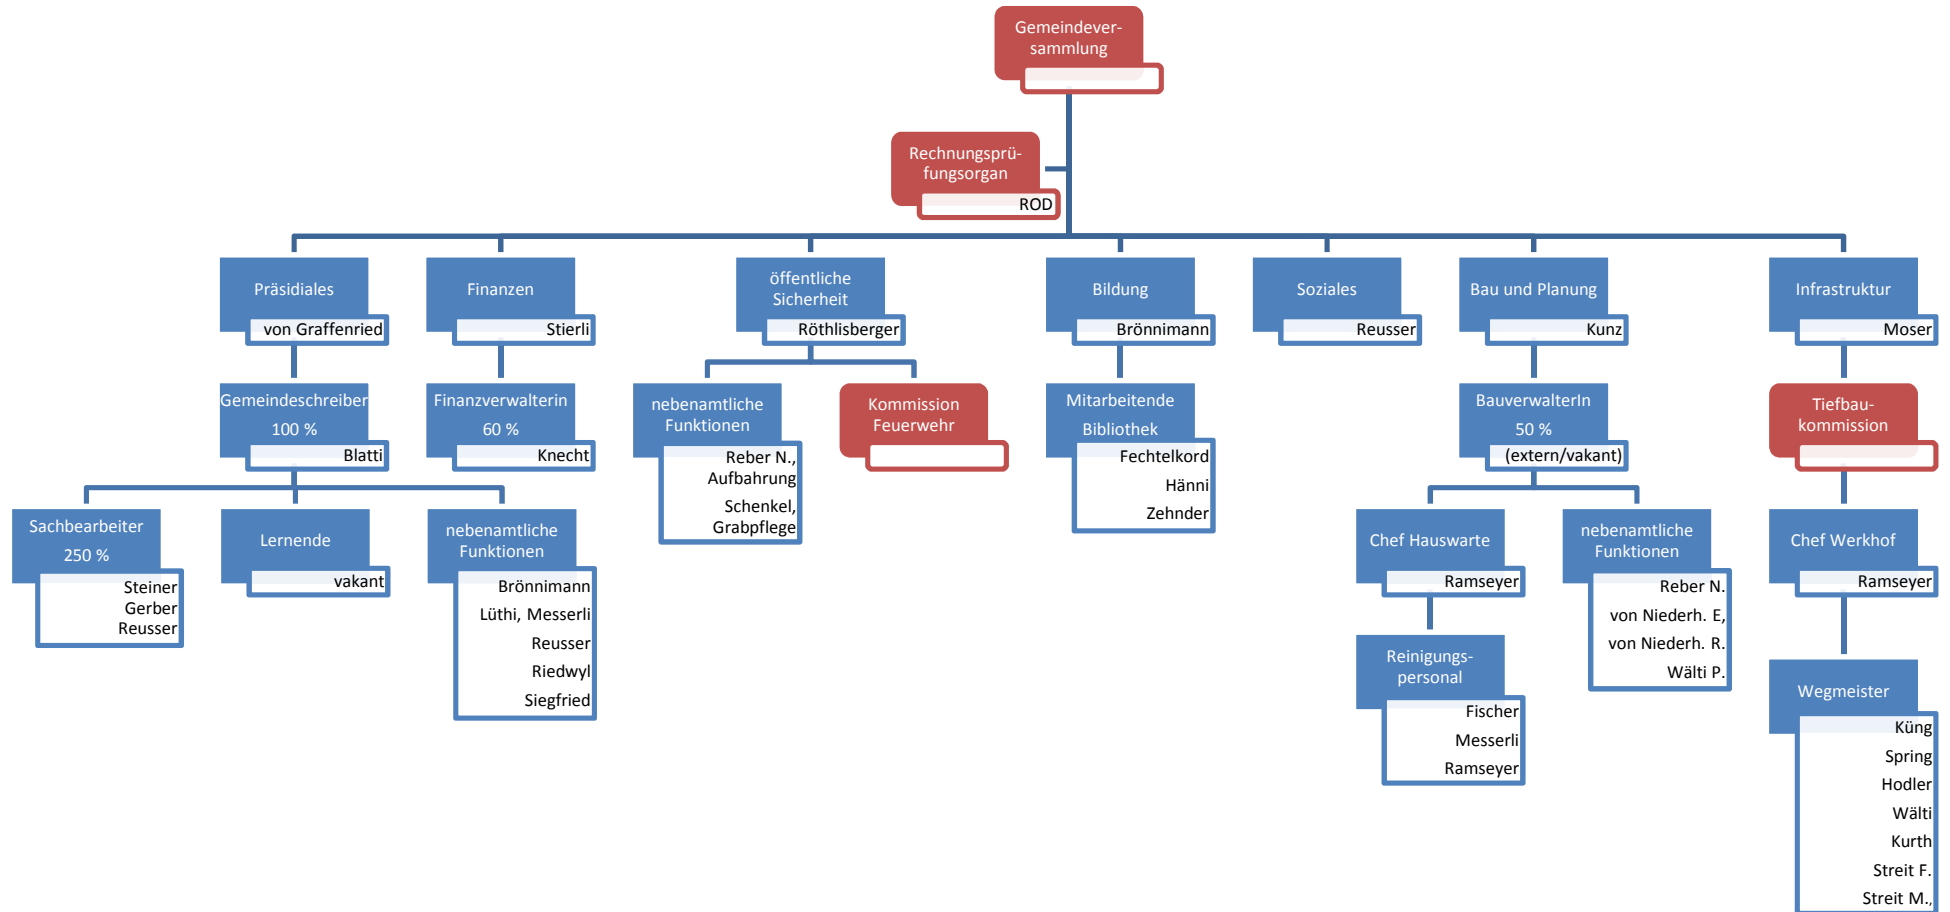 Gemeindever-
sammlung
Rechnungsprü-
fungsorgan
ROD
Präsidiales
von Graffenried
Finanzen
Stierli
öffentliche
Sicherheit
Röthlisberger
Bildung
Brönnimann
Soziales
Reusser
Bau und Planung
Kunz
Infrastruktur
Moser
Gemeindeschreiber
100 %
Blatti
Finanzverwalterin
60 %
Knecht
nebenamtliche
Funktionen
Reber N.,
Aufbahrung
Schenkel,
Grabpflege
Kommission
Feuerwehr
Mitarbeitende
Bibliothek
Fechtelkord
Hänni
Zehnder
BauverwalterIn
50 %
(extern/vakant)
Tiefbau-
kommission
Sachbearbeiter
250 %
Steiner
Gerber
Reusser
Lernende
vakant
nebenamtliche
Funktionen
Brönnimann
Lüthi, Messerli
Reusser
Riedwyl
Siegfried
Chef Hauswarte
Ramseyer
nebenamtliche
Funktionen
Reber N.
von Niederh. E,
von Niederh. R.
Wälti P.
Chef Werkhof
Ramseyer
Reinigungs-
personal
Fischer
Messerli
Ramseyer
Wegmeister
Küng
Spring
Hodler
Wälti
Kurth
Streit F.
Streit M.,